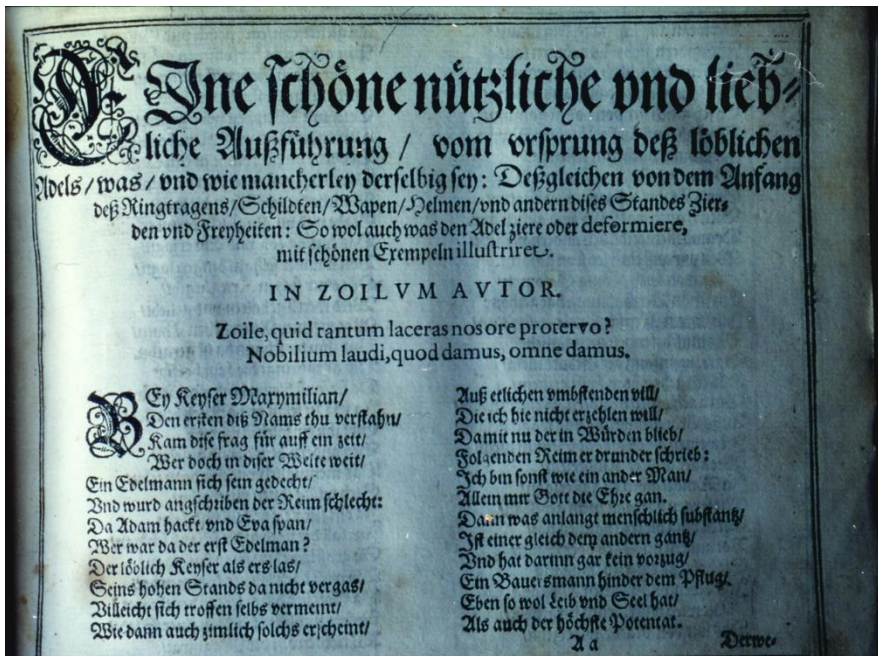 EIne schöne nützliche vnd lieb⸗
liche Außführung / vom vrsprung deß löblichen
Adels / was / vnd wie mancherley derselbig sey: Deßgleichen von dem Anfang
deß Ringtragens/Schildten/Wapen/Helmen/vnd andern dises Standes Zier⸗
den vnd Freyheiten: So wol auch was den Adel ziere oder deformiere,
mit schönen Exempeln illustriret.
IN ZOILVM AVTOR.
Zoile, quid tantum laceras nos ore protervo?
Nobilium laudi, quod damus, omne damus.
BEy Keyser Maxymilian/
Den ersten diß Nams thu verstahn/
Kam dise frag für auff ein zeit/
Wer doch in diser Welte weit/
Ein Edelmann sich sein gedecht/
Vnd wurd angschriben der Reim schlecht:
Da Adam hackt vnd Eva span/
Wer war da der erst Edelman?
Der löblich Keyser als ers las/
Seins hohen Stands da nicht vergas/
Villeicht sich troffen selbs vermeint/
Wie dann auch zimlich solchs erscheint/
Auß etlichen vmbstenden vill/
Die ich hie nicht erzehlen will/
Damit nu der in Würden blieb/
Folgenden Reim er drunder schrieb:
Ich bin sonst wie ein ander Man/
Allein mir Gott die Ehre gan.
Dann was anlangt menschlich substantz/
Ist einer gleich dem andern gantz/
Vnd hat darinn gar kein vorzug/
Ein Bauersmann hinder dem Pflug/
Eben so wol Leib vnd Seel hat/
Als auch der höchste Potentat.
A a
Derwe⸗